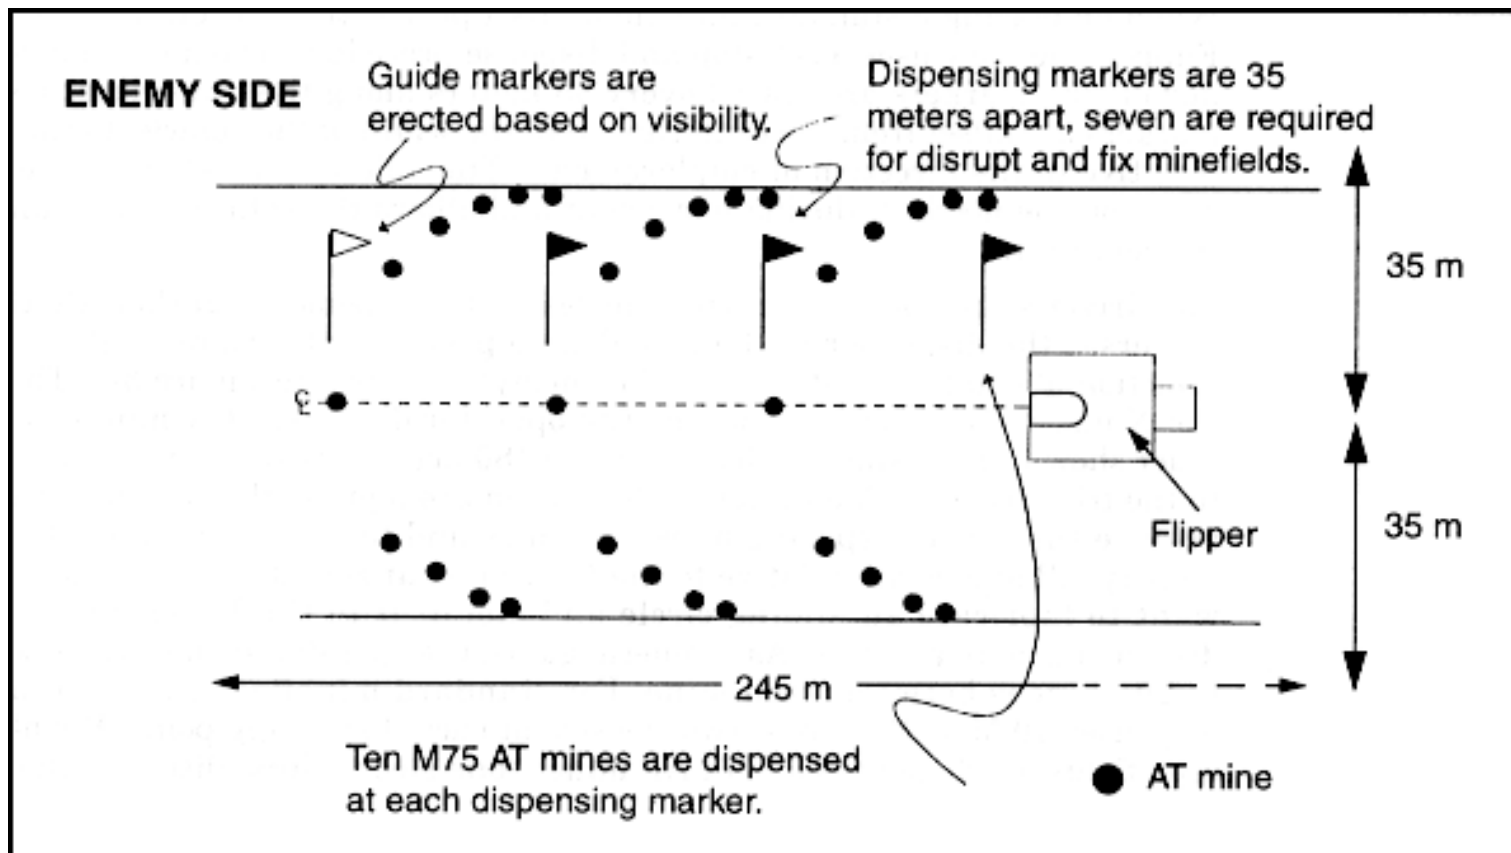 ENEMY SIDE
Guide markers are
erected based on visibility.
Dispensing markers are 35
meters apart, seven are required
for disrupt and fix minefields.
35 m
℄
Flipper
35 m
245 m
Ten M75 AT mines are dispensed
at each dispensing marker.
AT mine